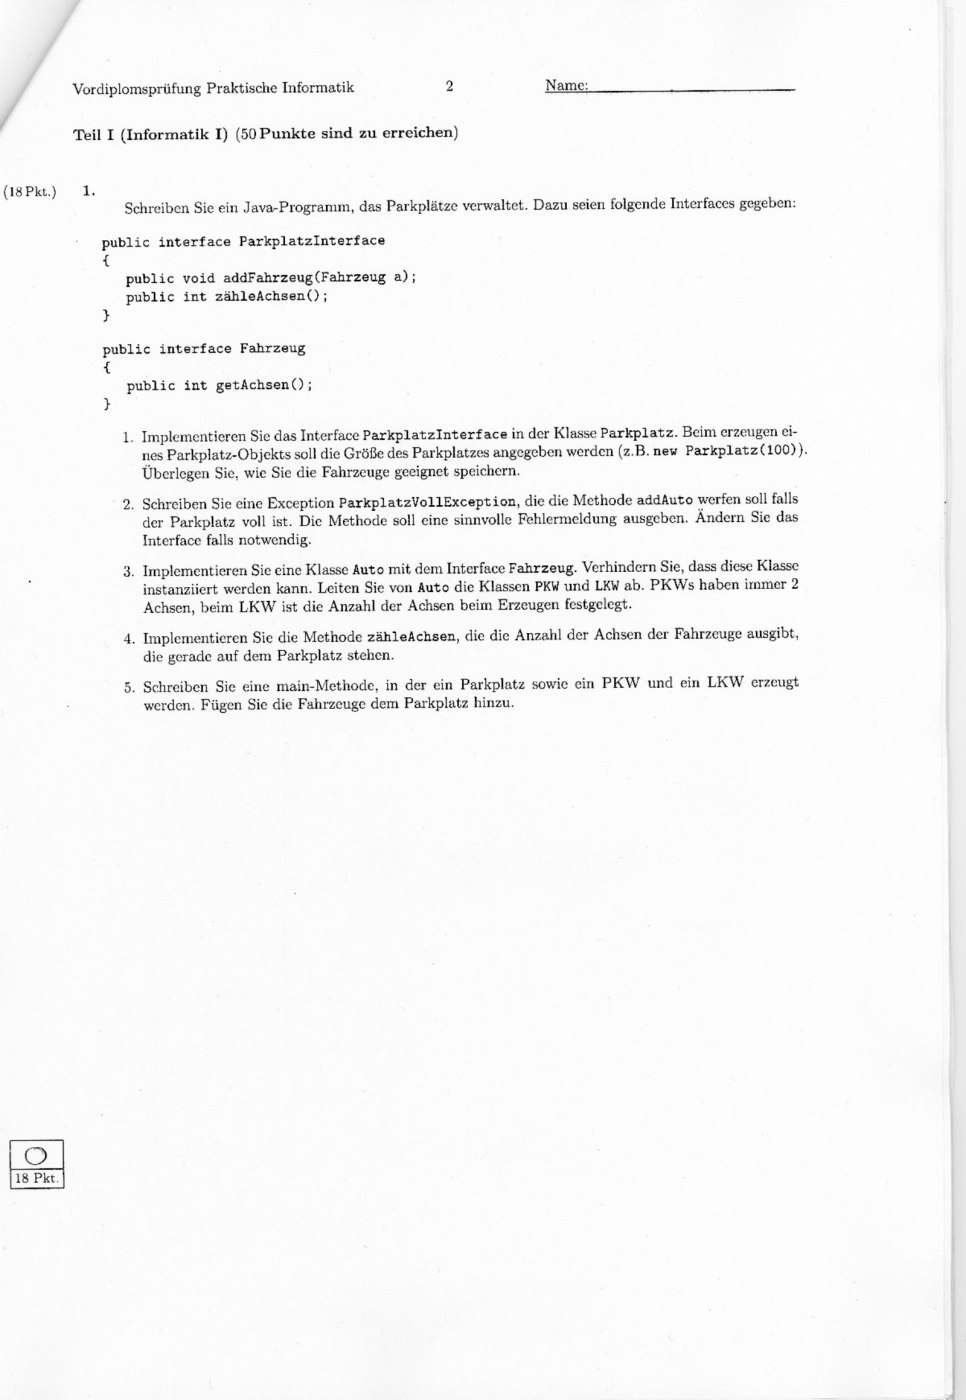 Vordiplomsprüfung Praktische Informatik 2 Name:
Teil I (Informatik I) (50 Punkte sind zu erreichen)
(18 Pkt.) 1.
Schreiben Sie ein Java-Programm, das Parkplätze verwaltet. Dazu seien folgende Interfaces gegeben:
public interface ParkplatzInterface
{
public void addFahrzeug(Fahrzeug a);
public int zähleAchsen();
}
public interface Fahrzeug
{
public int getAchsen();
}
1. Implementieren Sie das Interface ParkplatzInterface in der Klasse Parkplatz. Beim erzeugen ei-
nes Parkplatz-Objekts soll die Größe des Parkplatzes angegeben werden (z.B. new Parkplatz(100)).
Überlegen Sie, wie Sie die Fahrzeuge geeignet speichern.
2. Schreiben Sie eine Exception ParkplatzVollException, die die Methode addAuto werfen soll falls
der Parkplatz voll ist. Die Methode soll eine sinnvolle Fehlermeldung ausgeben. Ändern Sie das
Interface falls notwendig.
3. Implementieren Sie eine Klasse Auto mit dem Interface Fahrzeug. Verhindern Sie, dass diese Klasse
instanziiert werden kann. Leiten Sie von Auto die Klassen PKW und LKW ab. PKWs haben immer 2
Achsen, beim LKW ist die Anzahl der Achsen beim Erzeugen festgelegt.
4. Implementieren Sie die Methode zähleAchsen, die die Anzahl der Achsen der Fahrzeuge ausgibt,
die gerade auf dem Parkplatz stehen.
5. Schreiben Sie eine main-Methode, in der ein Parkplatz sowie ein PKW und ein LKW erzeugt
werden. Fügen Sie die Fahrzeuge dem Parkplatz hinzu.
0
18 Pkt.